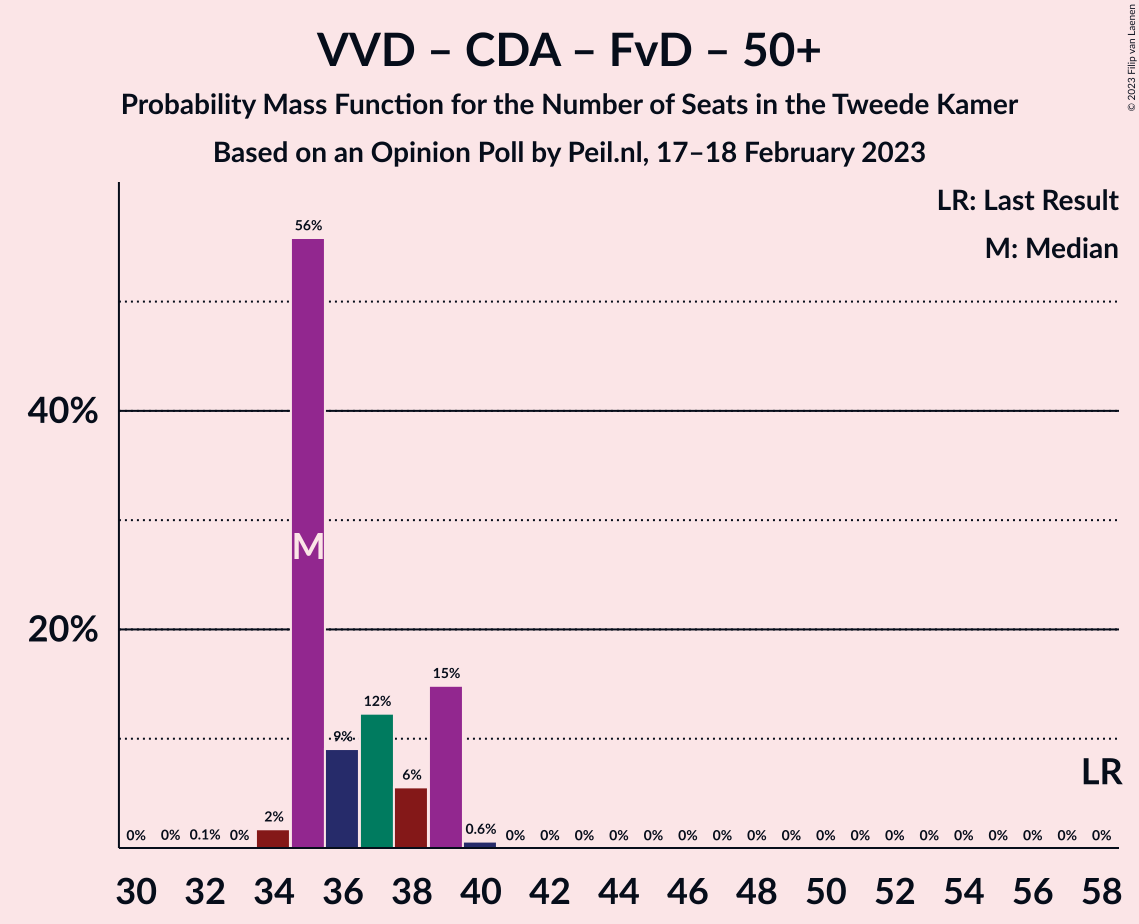 VVD – CDA – FvD – 50+
Probability Mass Function for the Number of Seats in the Tweede Kamer
Based on an Opinion Poll by Peil.nl, 17–18 February 2023
© 2023 Filip van Laenen
LR: Last Result
M: Median
56%
40%
M
20%
15%
12%
9%
6%
LR
2%
0% 0% 0.1% 0% 0.6% 0% 0% 0% 0% 0% 0% 0% 0% 0% 0% 0% 0% 0% 0% 0% 0% 0% 0%
30 32 34 36 38 40 42 44 46 48 50 52 54 56 58